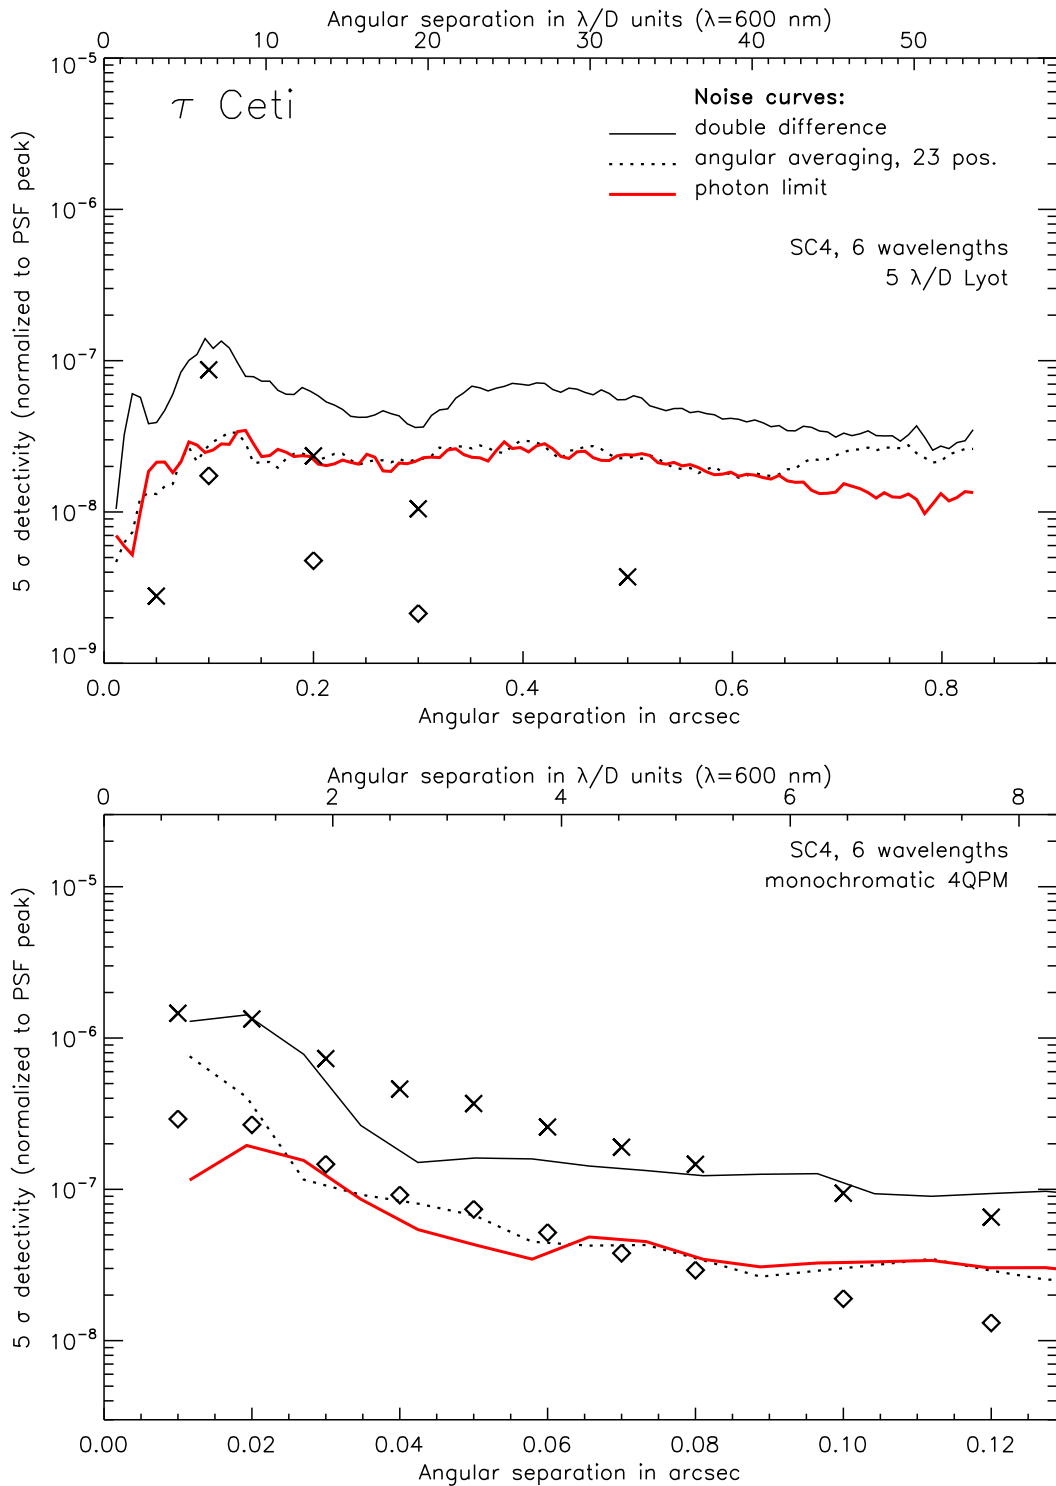 Angular separation in λ/D units (λ=600 nm)
0 10 20 30 40 50
10⁻⁵
10⁻⁶
10⁻⁷
10⁻⁸
10⁻⁹
5 σ detectivity (normalized to PSF peak)
τ Ceti
Noise curves:
double difference
angular averaging, 23 pos.
photon limit
SC4, 6 wavelengths
5 λ/D Lyot
0.0 0.2 0.4 0.6 0.8
Angular separation in arcsec
Angular separation in λ/D units (λ=600 nm)
0 2 4 6 8
10⁻⁵
10⁻⁶
10⁻⁷
10⁻⁸
5 σ detectivity (normalized to PSF peak)
SC4, 6 wavelengths
monochromatic 4QPM
0.00 0.02 0.04 0.06 0.08 0.10 0.12
Angular separation in arcsec